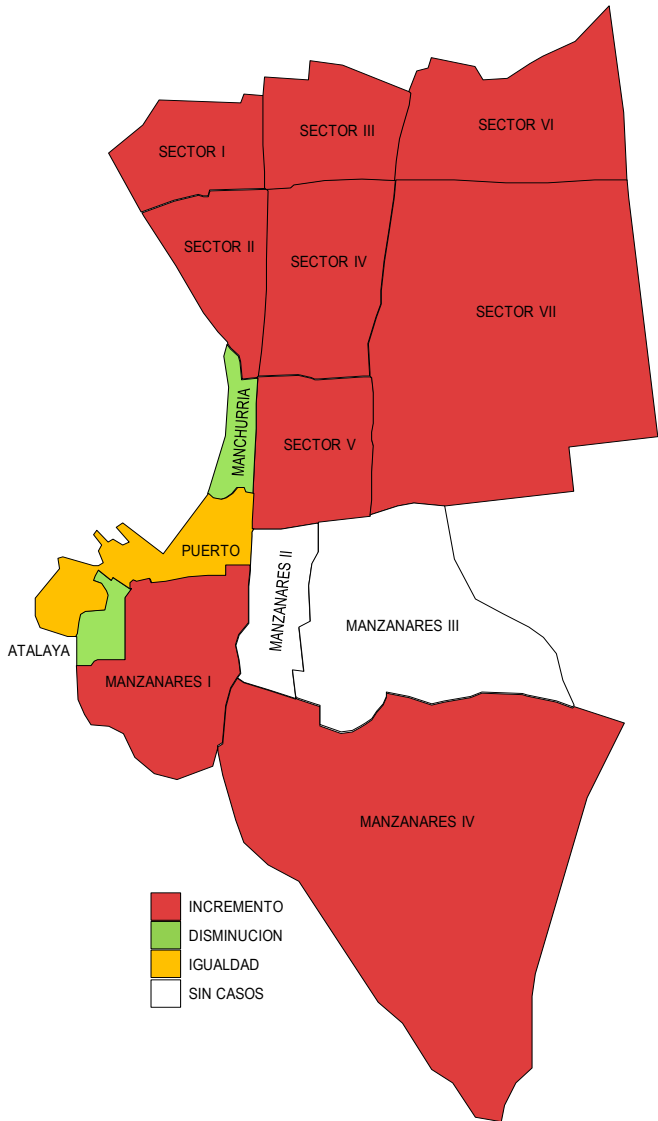 SECTOR VI
SECTOR III
SECTOR I
SECTOR II
SECTOR IV
SECTOR VII
MANCHURRIA
SECTOR V
PUERTO
MANZANARES II
MANZANARES III
ATALAYA
MANZANARES I
MANZANARES IV
INCREMENTO
DISMINUCION
IGUALDAD
SIN CASOS